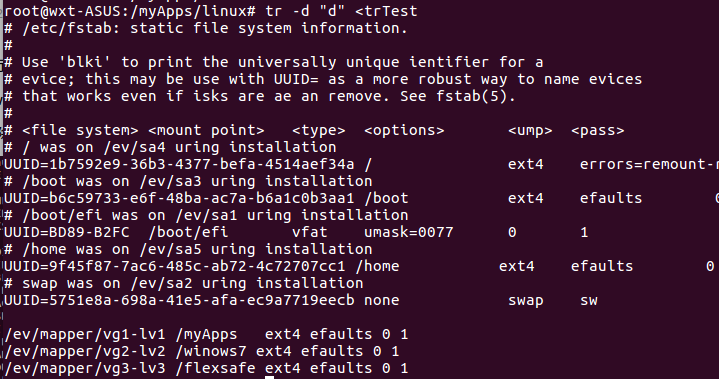 root@wxt-ASUS:/myApps/linux# tr -d "d" <trTest
# /etc/fstab: static file system information.
#
# Use 'blki' to print the universally unique ientifier for a
# evice; this may be use with UUID= as a more robust way to name evices
# that works even if isks are ae an remove. See fstab(5).
#
# <file system> <mount point>   <type>  <options>       <ump>  <pass>
# / was on /ev/sa4 uring installation
UUID=1b7592e9-36b3-4377-befa-4514aef34a /               ext4    errors=remount-r
# /boot was on /ev/sa3 uring installation
UUID=b6c59733-e6f-48ba-ac7a-b6a1c0b3aa1 /boot           ext4    efaults        0
# /boot/efi was on /ev/sa1 uring installation
UUID=BD89-B2FC  /boot/efi       vfat    umask=0077      0       1
# /home was on /ev/sa5 uring installation
UUID=9f45f87-7ac6-485c-ab72-4c72707cc1 /home           ext4    efaults        0
# swap was on /ev/sa2 uring installation
UUID=5751e8a-698a-41e5-afa-ec9a7719eecb none            swap    sw
/ev/mapper/vg1-lv1 /myApps   ext4 efaults 0 1
/ev/mapper/vg2-lv2 /winows7 ext4 efaults 0 1
/ev/mapper/vg3-lv3 /flexsafe ext4 efaults 0 1